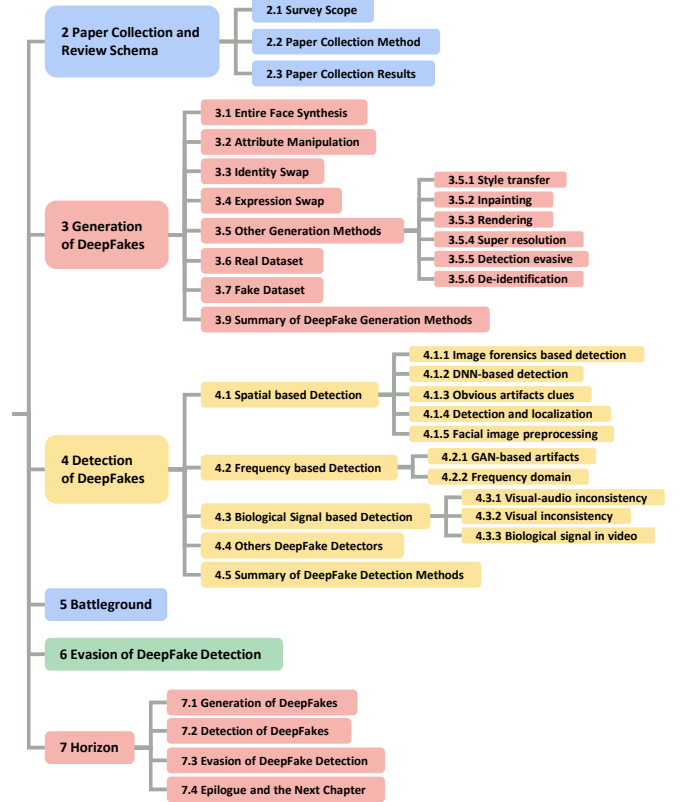 2 Paper Collection and
Review Schema
2.1 Survey Scope
2.2 Paper Collection Method
2.3 Paper Collection Results
3 Generation
of DeepFakes
3.1 Entire Face Synthesis
3.2 Attribute Manipulation
3.3 Identity Swap
3.4 Expression Swap
3.5 Other Generation Methods
3.5.1 Style transfer
3.5.2 Inpainting
3.5.3 Rendering
3.5.4 Super resolution
3.5.5 Detection evasive
3.5.6 De-identification
3.6 Real Dataset
3.7 Fake Dataset
3.9 Summary of DeepFake Generation Methods
4 Detection
of DeepFakes
4.1 Spatial based Detection
4.1.1 Image forensics based detection
4.1.2 DNN-based detection
4.1.3 Obvious artifacts clues
4.1.4 Detection and localization
4.1.5 Facial image preprocessing
4.2 Frequency based Detection
4.2.1 GAN-based artifacts
4.2.2 Frequency domain
4.3 Biological Signal based Detection
4.3.1 Visual-audio inconsistency
4.3.2 Visual inconsistency
4.3.3 Biological signal in video
4.4 Others DeepFake Detectors
4.5 Summary of DeepFake Detection Methods
5 Battleground
6 Evasion of DeepFake Detection
7 Horizon
7.1 Generation of DeepFakes
7.2 Detection of DeepFakes
7.3 Evasion of DeepFake Detection
7.4 Epilogue and the Next Chapter